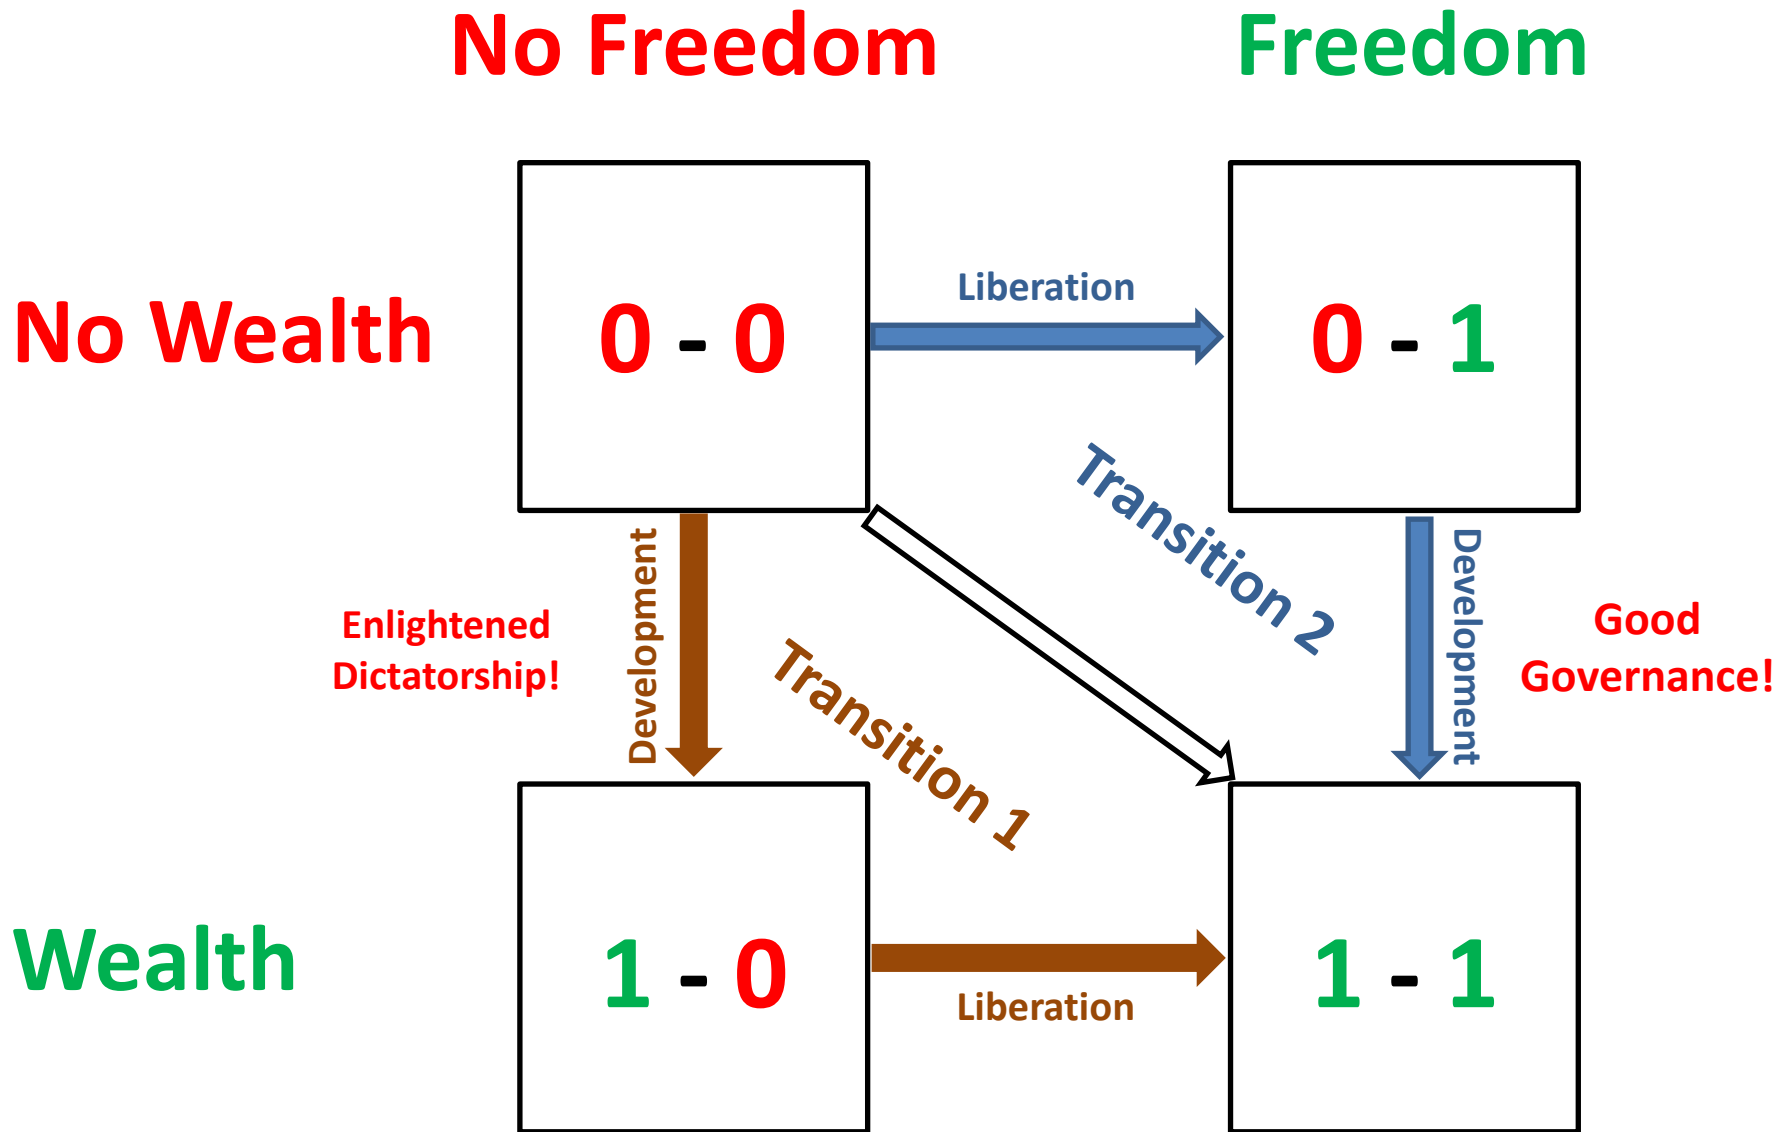 No Freedom
Freedom
No Wealth
0 - 0
Liberation
0 - 1
Transition 2
Development
Enlightened
Dictatorship!
Transition 1
Development
Good
Governance!
Wealth
1 - 0
Liberation
1 - 1